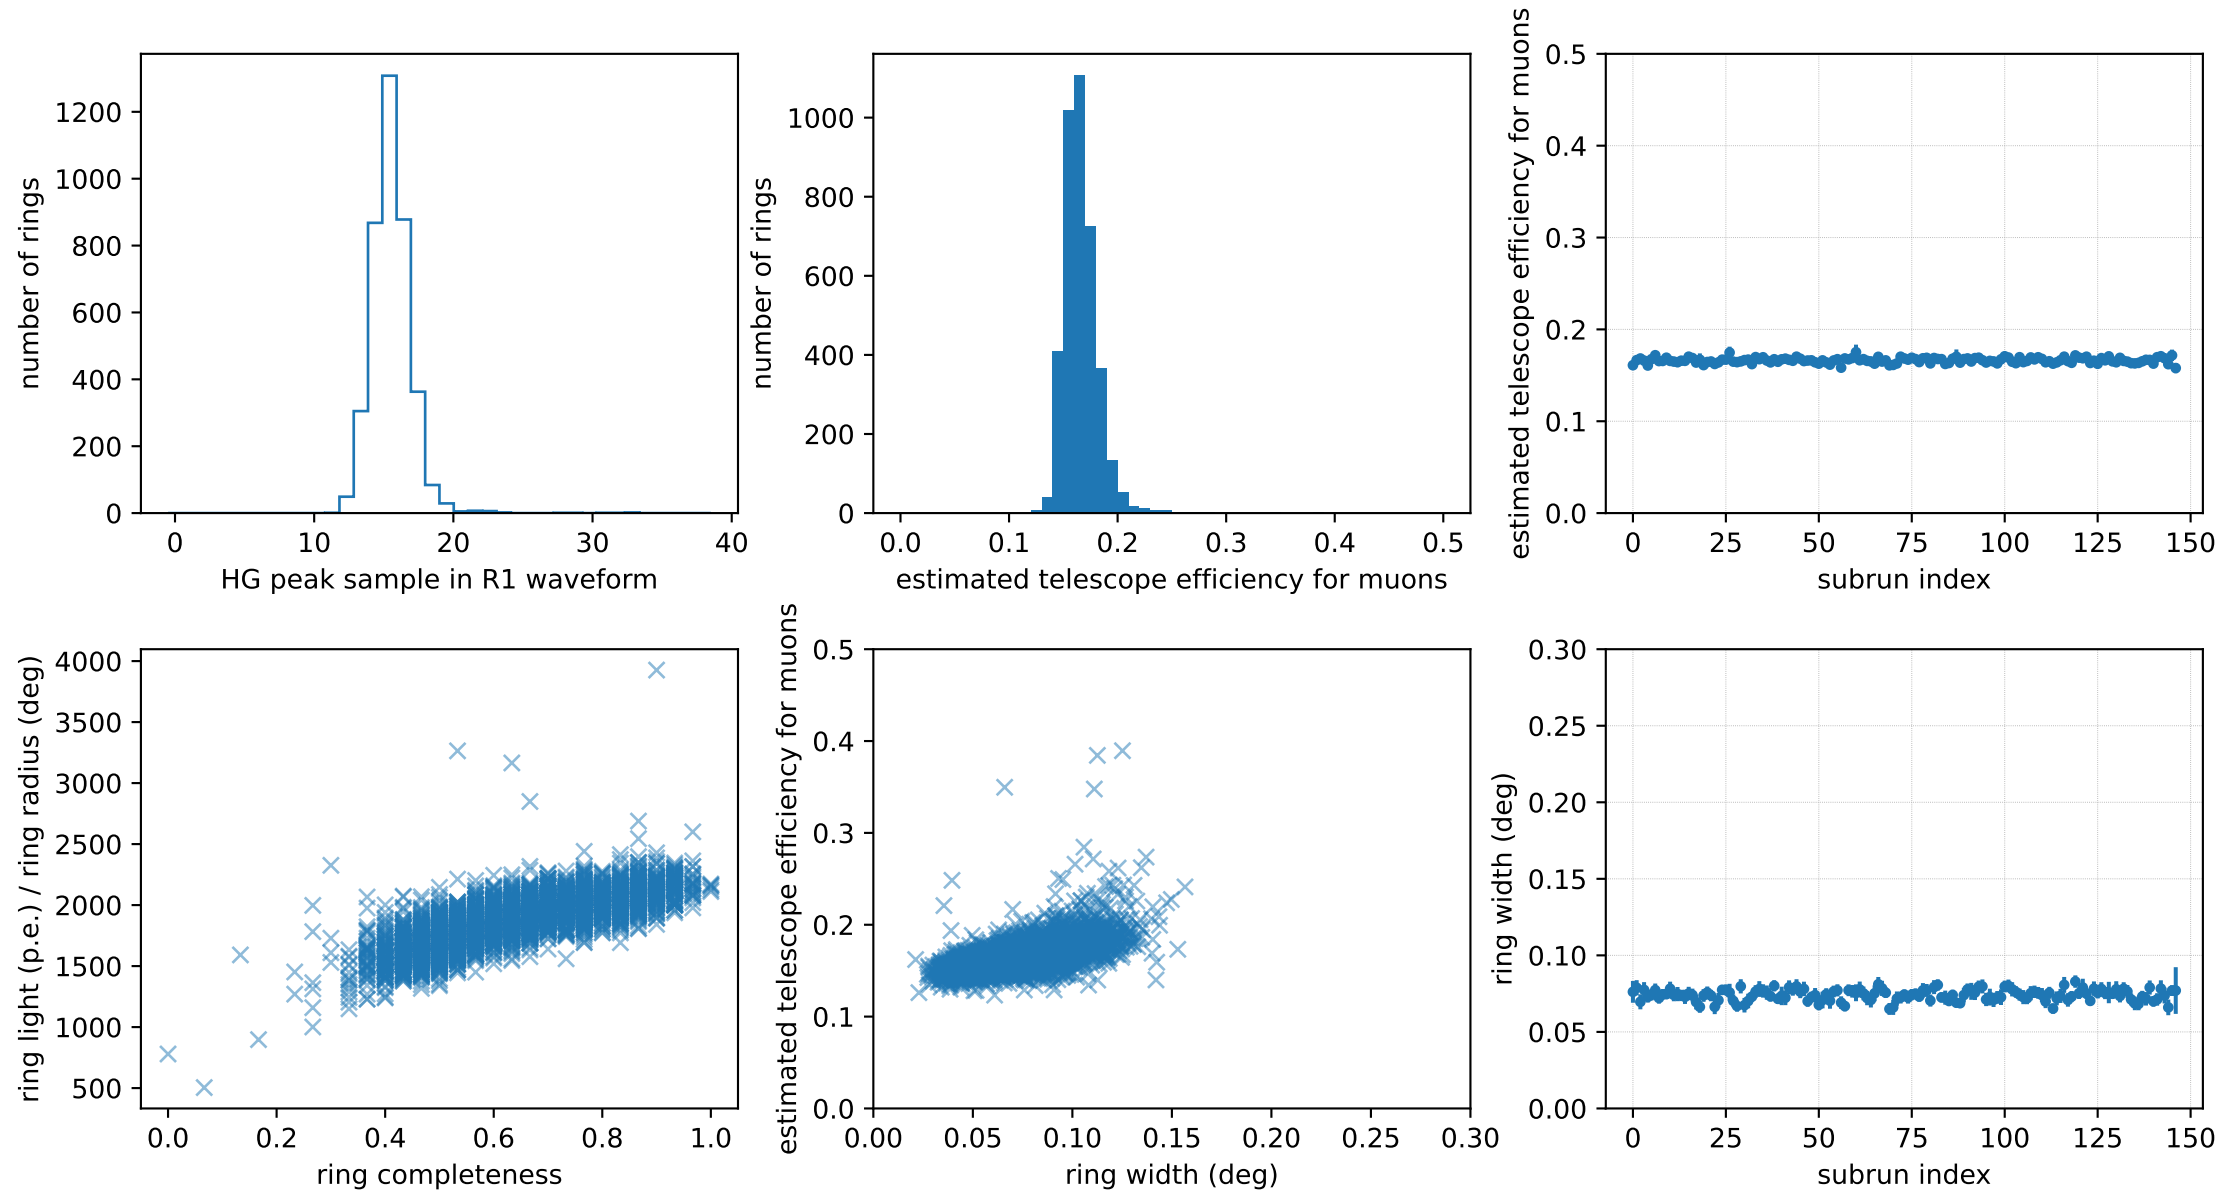 number of rings
1200
1000
800
600
400
200
0
0 10 20 30 40
HG peak sample in R1 waveform
number of rings
1000
800
600
400
200
0
0.0 0.1 0.2 0.3 0.4 0.5
estimated telescope efficiency for muons
estimated telescope efficiency for muons
0.5
0.4
0.3
0.2
0.1
0.0
0 25 50 75 100 125 150
subrun index
ring light (p.e.) / ring radius (deg)
4000
3500
3000
2500
2000
1500
1000
500
0.0 0.2 0.4 0.6 0.8 1.0
ring completeness
estimated telescope efficiency for muons
0.5
0.4
0.3
0.2
0.1
0.0
0.00 0.05 0.10 0.15 0.20 0.25 0.30
ring width (deg)
ring width (deg)
0.30
0.25
0.20
0.15
0.10
0.05
0.00
0 25 50 75 100 125 150
subrun index